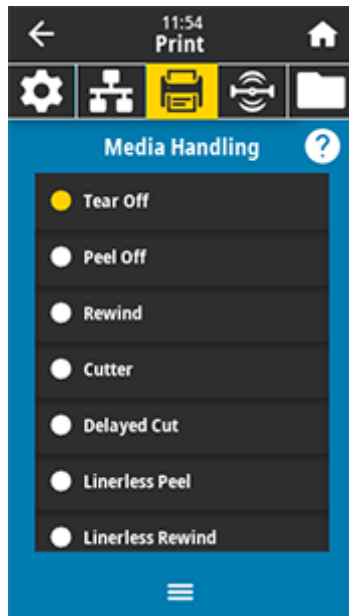 11:54
Print
Media Handling
?
Tear Off
Peel Off
Rewind
Cutter
Delayed Cut
Linerless Peel
Linerless Rewind